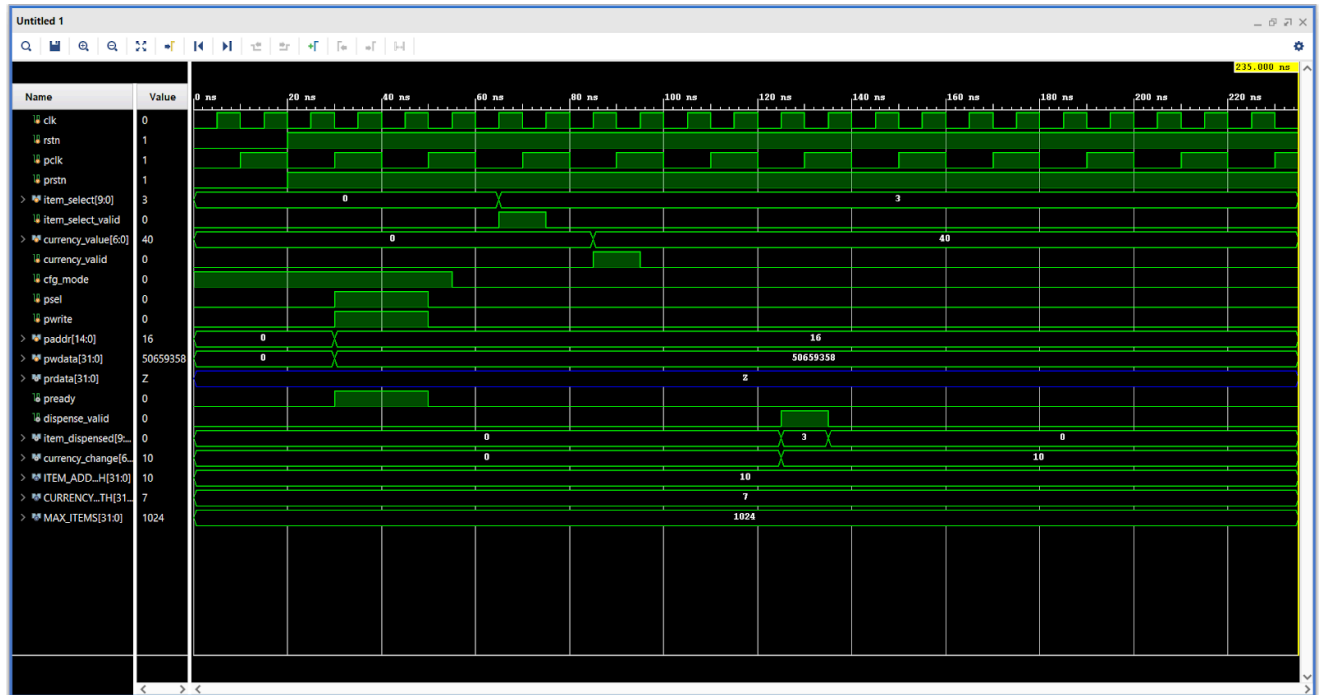 Untitled 1
235.000 ns
Name Value 0 ns 20 ns 40 ns 60 ns 80 ns 100 ns 120 ns 140 ns 160 ns 180 ns 200 ns 220 ns
clk 0
rstn 1
pclk 1
prstn 1
item_select[9:0] 3 0 3
item_select_valid 0
currency_value[6:0] 40 0 40
currency_valid 0
cfg_mode 0
psel 0
pwrite 0
paddr[14:0] 16 0 16
pwdata[31:0] 50659358 0 50659358
prdata[31:0] Z Z
pready 0
dispense_valid 0
item_dispensed[9:... 0 0 3 0
currency_change[6... 10 0 10
ITEM_ADD...H[31:0] 10 10
CURRENCY...TH[31... 7 7
MAX_ITEMS[31:0] 1024 1024